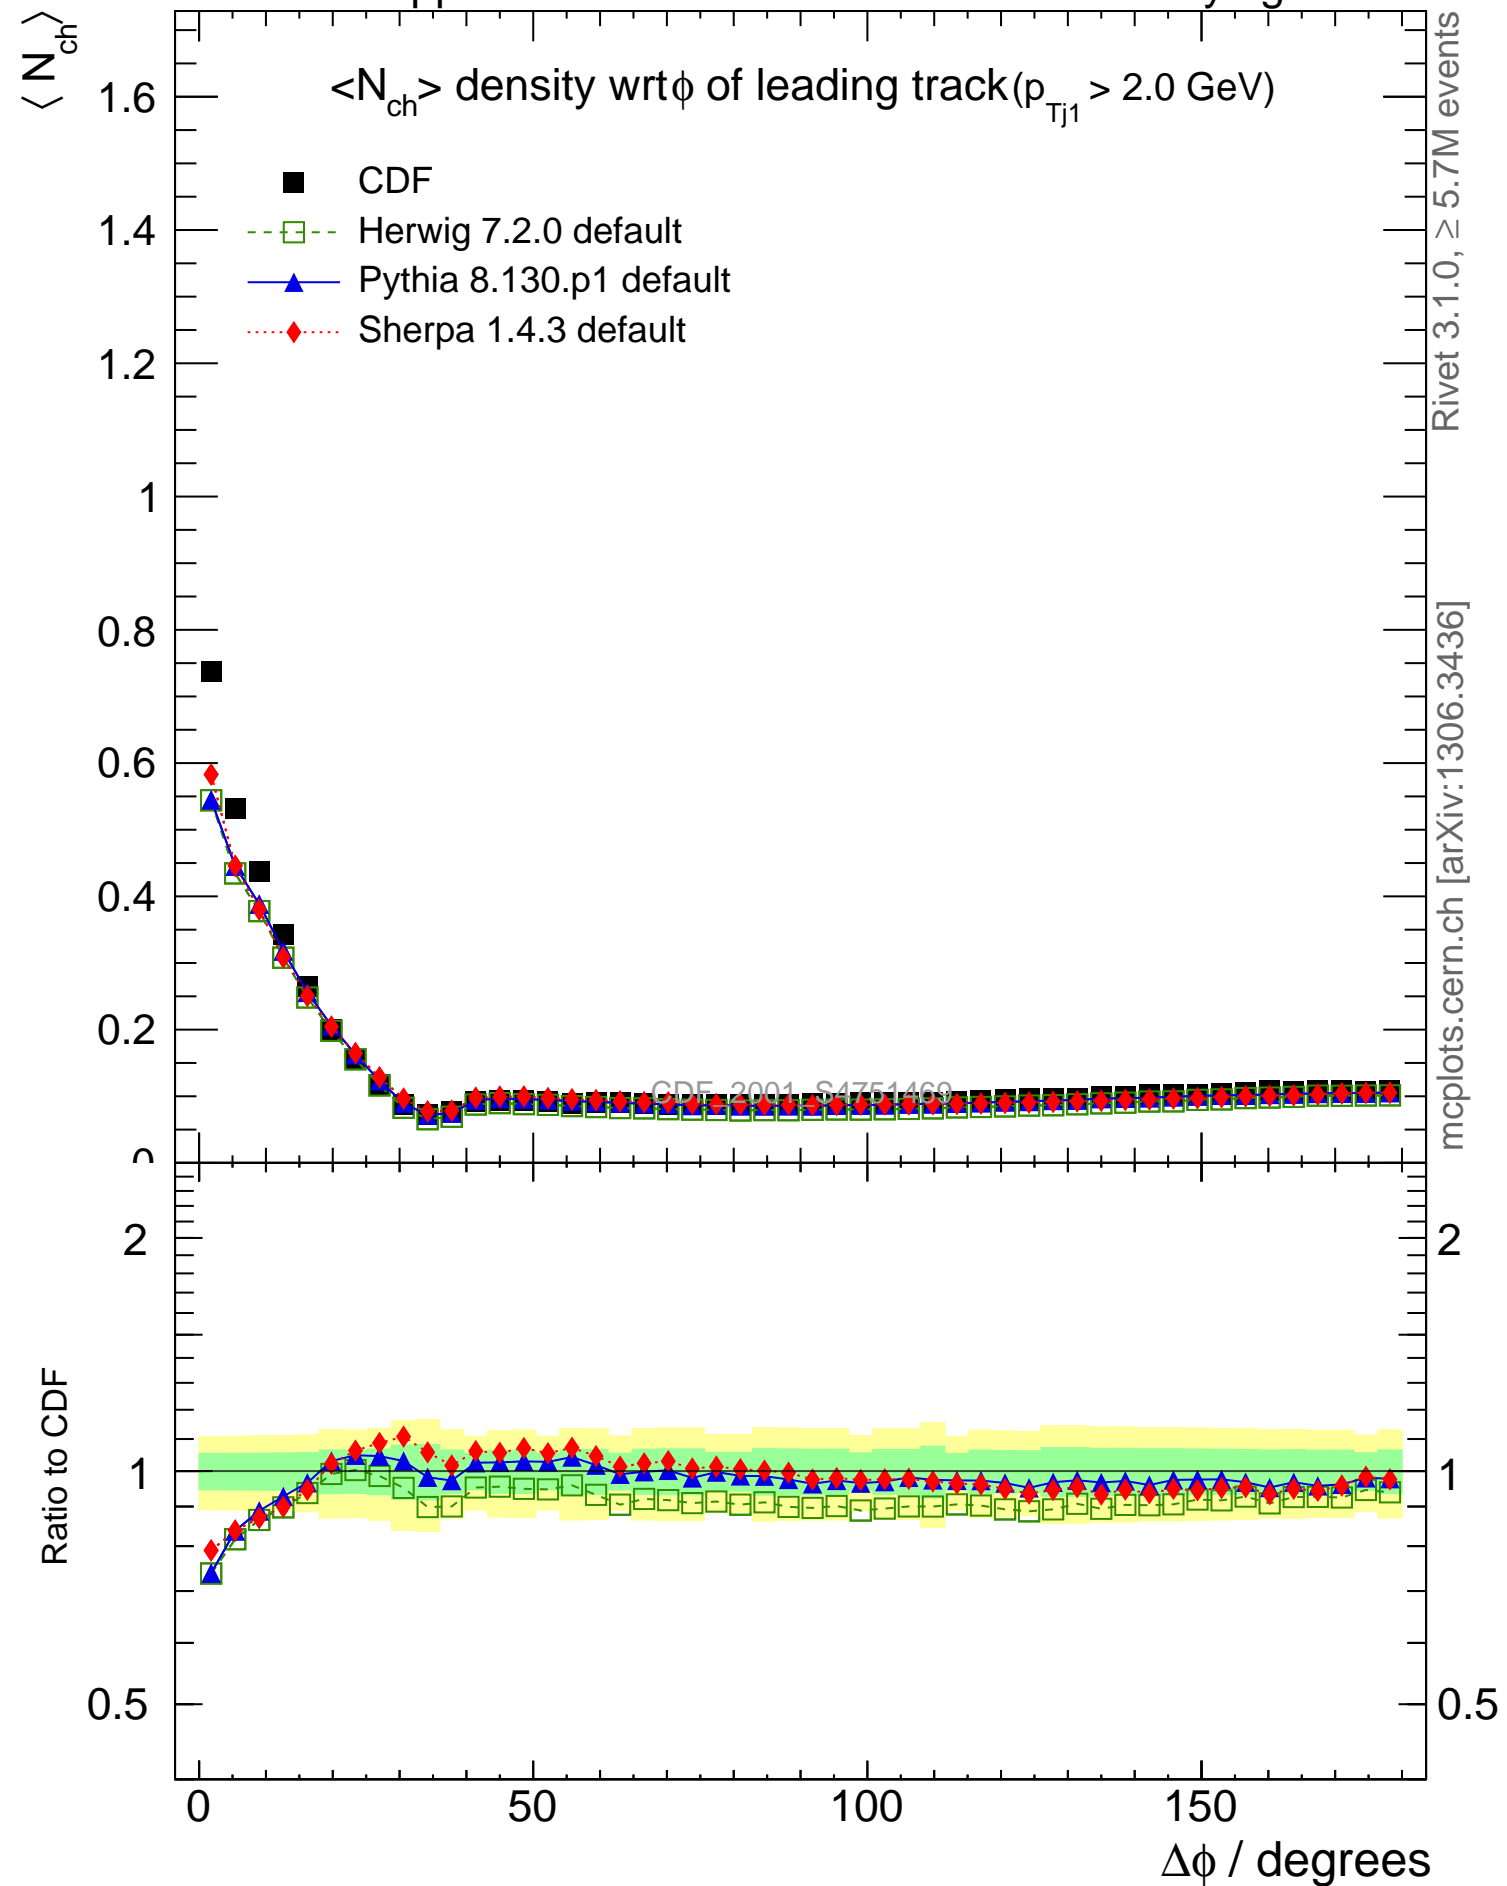 ⟨ N_ch ⟩
<N_ch> density wrt ϕ of leading track (p_Tj1 > 2.0 GeV)
CDF
Herwig 7.2.0 default
Pythia 8.130.p1 default
Sherpa 1.4.3 default
1.6
1.4
1.2
1
0.8
0.6
0.4
0.2
0
CDF_2001_S4751469
Rivet 3.1.0, ≥ 5.7M events
mcplots.cern.ch [arXiv:1306.3436]
Ratio to CDF
2
1
0.5
2
1
0.5
0 50 100 150
Δϕ / degrees